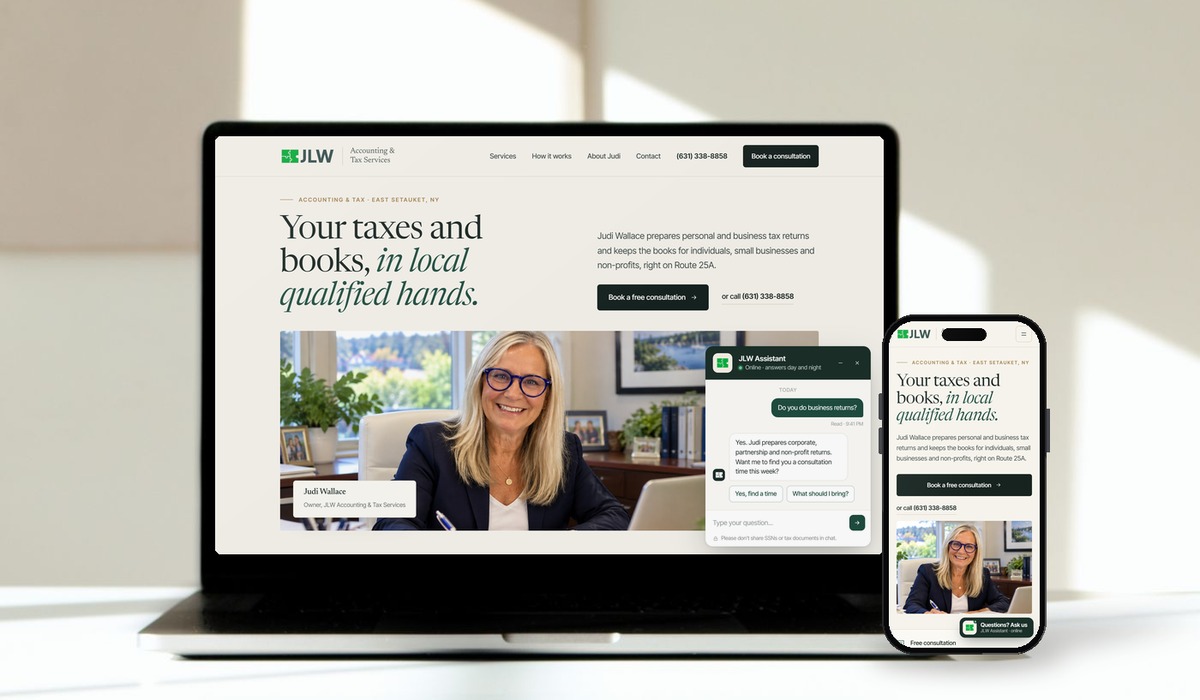 JLW
Accounting &
Tax Services
Services
How it works
About Judi
Contact
(631) 338-8858
Book a consultation
ACCOUNTING & TAX · EAST SETAUKET, NY
Your taxes and
books, in local
qualified hands.
Judi Wallace prepares personal and business tax returns
and keeps the books for individuals, small businesses and
non-profits, right on Route 25A.
Book a free consultation →
or call (631) 338-8858
Judi Wallace
Owner, JLW Accounting & Tax Services
JLW Assistant
Online · answers day and night
TODAY
Do you do business returns?
Read · 9:41 PM
Yes. Judi prepares corporate,
partnership and non-profit returns.
Want me to find you a consultation
time this week?
Yes, find a time
What should I bring?
Type your question...
Please don't share SSNs or tax documents in chat.
JLW
ACCOUNTING & TAX · EAST SETAUKET, NY
Your taxes and
books, in local
qualified hands.
Judi Wallace prepares personal and business tax
returns and keeps the books for individuals, small
businesses and non-profits, right on Route 25A.
Book a free consultation →
or call (631) 338-8858
Questions? Ask us
JLW Assistant · online
Free consultation